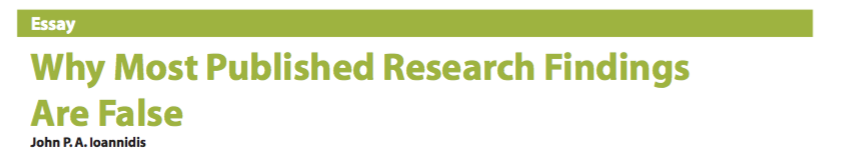 Essay
Why Most Published Research Findings
Are False
John P. A. Ioannidis